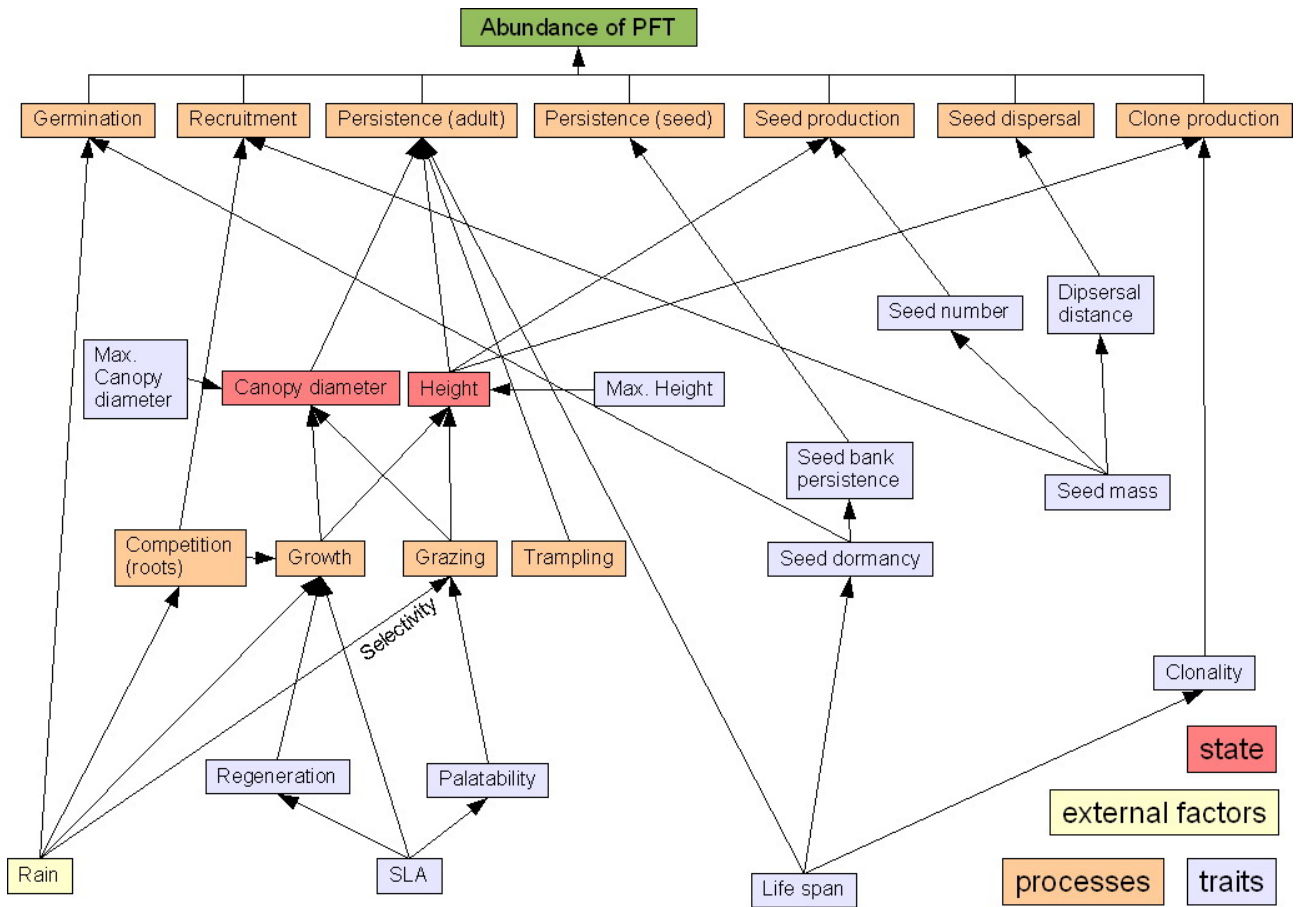 Abundance of PFT
Germination
Recruitment
Persistence (adult)
Persistence (seed)
Seed production
Seed dispersal
Clone production
Seed number
Dipsersal
distance
Max.
Canopy
diameter
Canopy diameter
Height
Max. Height
Seed bank
persistence
Seed mass
Competition
(roots)
Growth
Grazing
Trampling
Seed dormancy
Selectivity
Clonality
state
Regeneration
Palatability
external factors
Rain
SLA
Life span
processes
traits